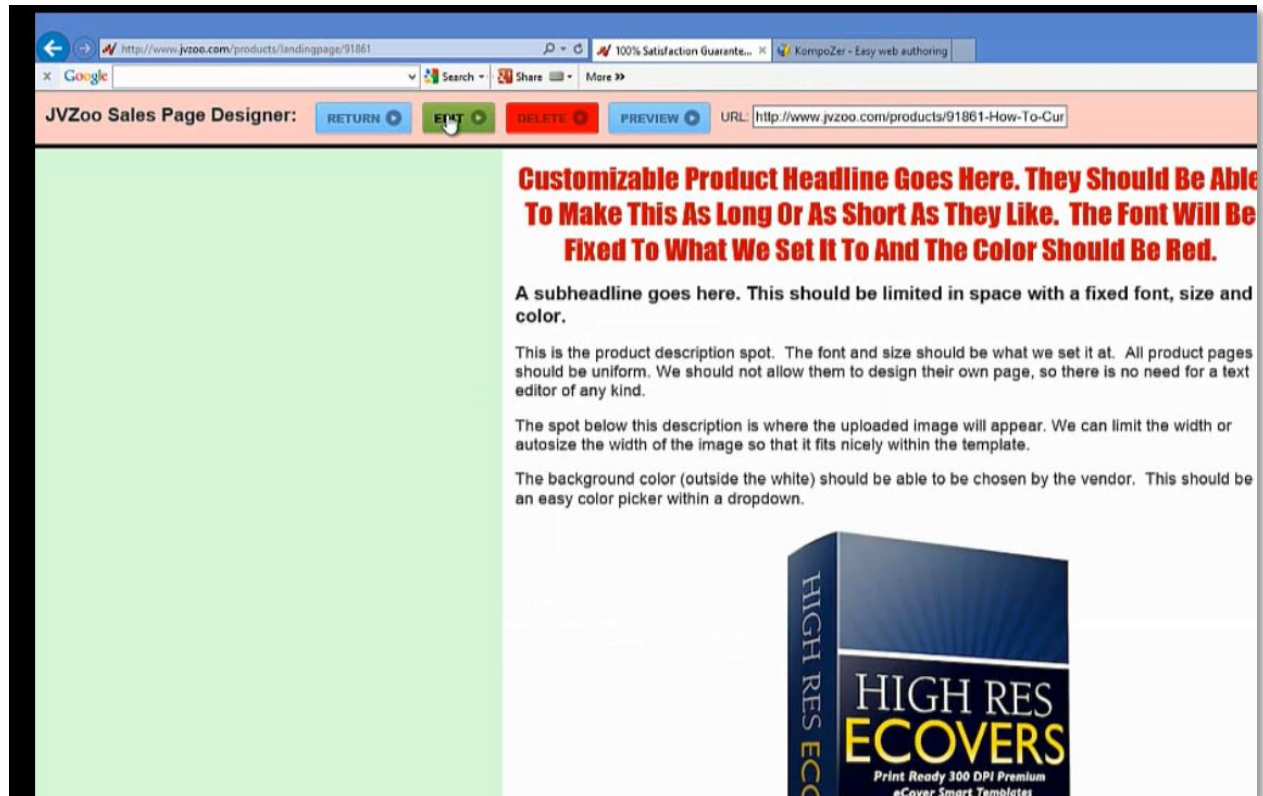 http://www.jvzoo.com/products/landingpage/91861
100% Satisfaction Guarante...
KompoZer - Easy web authoring
x Google Search Share More >>
JVZoo Sales Page Designer: RETURN EDIT DELETE PREVIEW URL: http://www.jvzoo.com/products/91861-How-To-Cur
Customizable Product Headline Goes Here. They Should Be Able
To Make This As Long Or As Short As They Like. The Font Will Be
Fixed To What We Set It To And The Color Should Be Red.
A subheadline goes here. This should be limited in space with a fixed font, size and
color.
This is the product description spot. The font and size should be what we set it at. All product pages
should be uniform. We should not allow them to design their own page, so there is no need for a text
editor of any kind.
The spot below this description is where the uploaded image will appear. We can limit the width or
autosize the width of the image so that it fits nicely within the template.
The background color (outside the white) should be able to be chosen by the vendor. This should be
an easy color picker within a dropdown.
HIGH RES ECO
HIGH RES
ECOVERS
Print Ready 300 DPI Premium
eCover Smart Templates